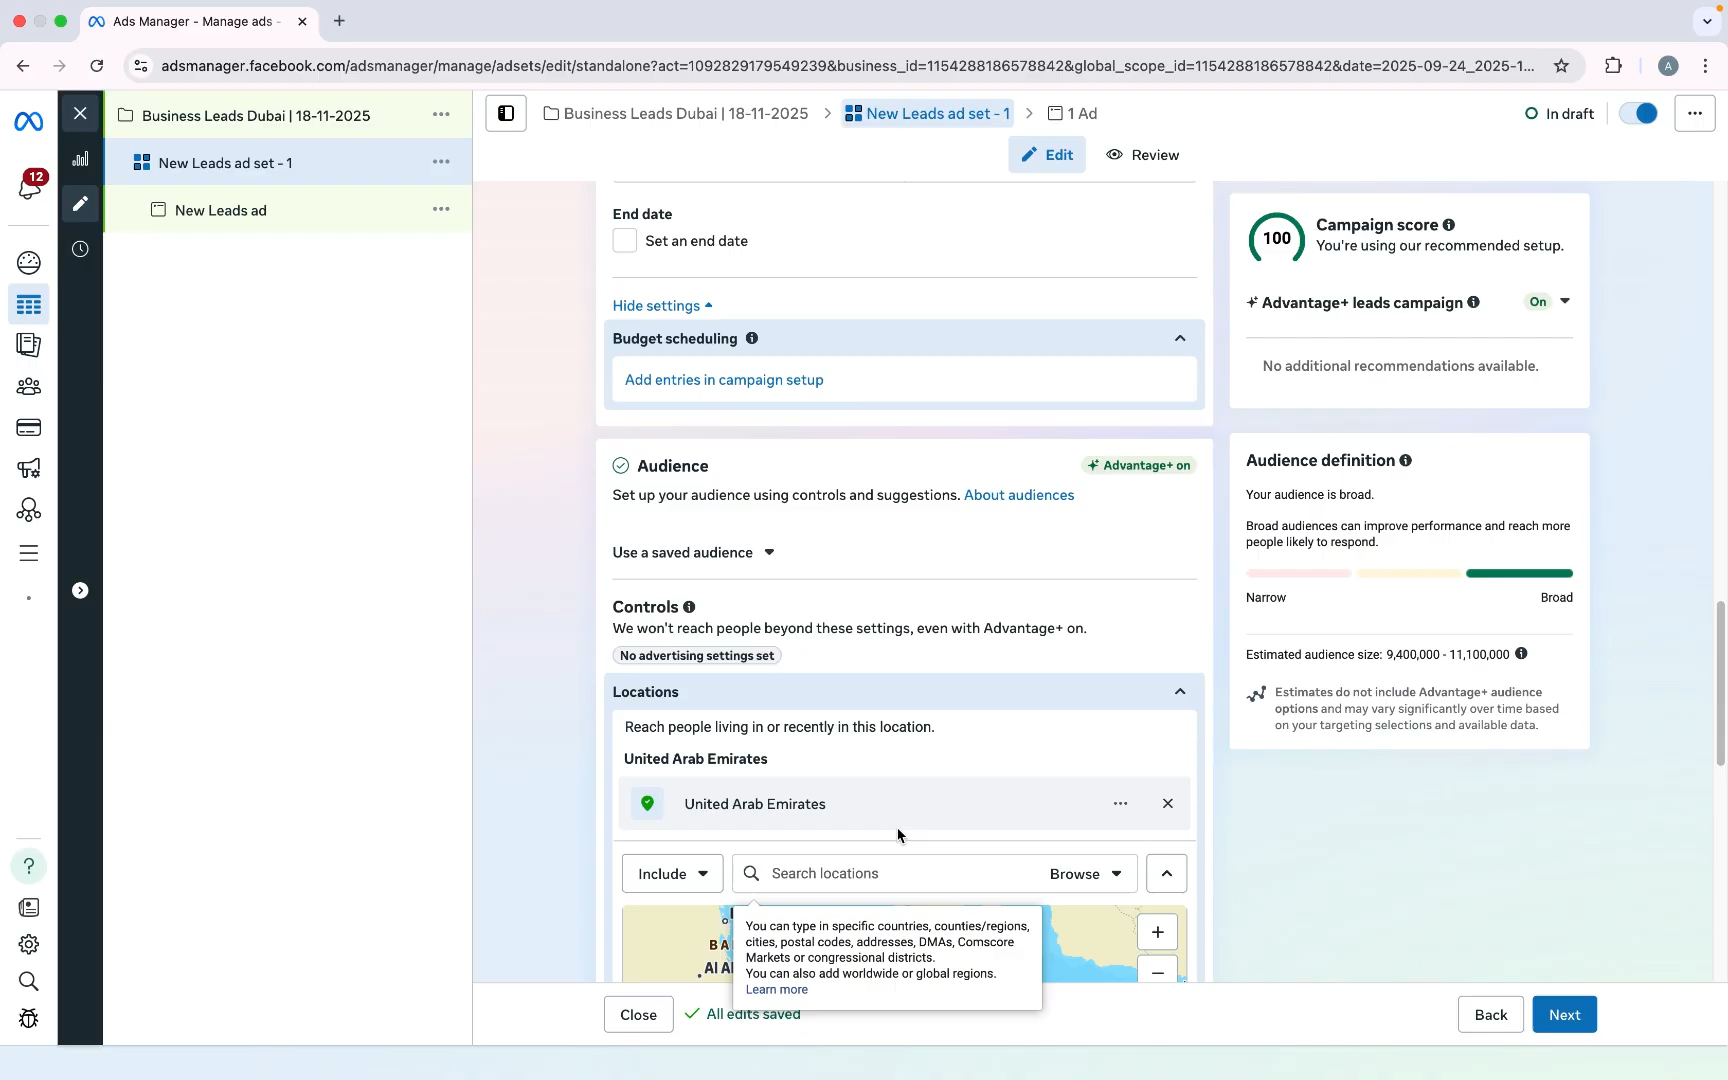 Ads Manager - Manage ads -
adsmanager.facebook.com/adsmanager/manage/adsets/edit/standalone?act=1092829179549239&business_id=1154288186578842&global_scope_id=1154288186578842&date=2025-09-24_2025-1...
A
12
Business Leads Dubai | 18-11-2025
New Leads ad set - 1
New Leads ad
Business Leads Dubai | 18-11-2025
New Leads ad set - 1
1 Ad
In draft
Edit
Review
End date
Set an end date
Hide settings
Budget scheduling
Add entries in campaign setup
Audience
Advantage+ on
Set up your audience using controls and suggestions. About audiences
Use a saved audience
Controls
We won't reach people beyond these settings, even with Advantage+ on.
No advertising settings set
Locations
Reach people living in or recently in this location.
United Arab Emirates
United Arab Emirates
Include
Search locations
Browse
You can type in specific countries, counties/regions,
cities, postal codes, addresses, DMAs, Comscore
Markets or congressional districts.
You can also add worldwide or global regions.
Learn more
Close
All edits saved
Back
Next
100
Campaign score
You're using our recommended setup.
Advantage+ leads campaign
On
No additional recommendations available.
Audience definition
Your audience is broad.
Broad audiences can improve performance and reach more
people likely to respond.
Narrow
Broad
Estimated audience size: 9,400,000 - 11,100,000
Estimates do not include Advantage+ audience
options and may vary significantly over time based
on your targeting selections and available data.